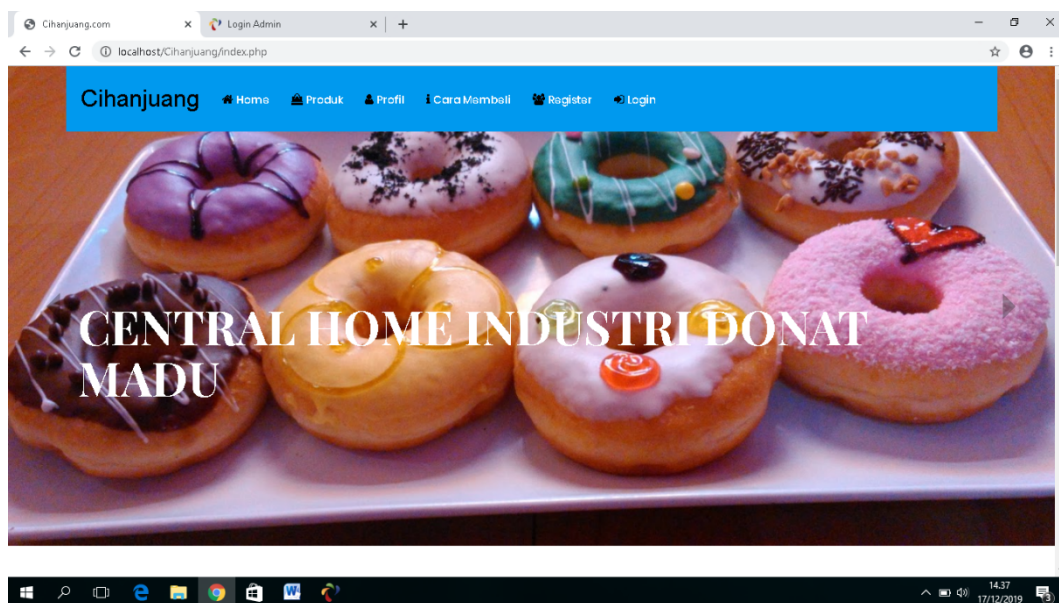 Cihanjuang.com
Login Admin
localhost/Cihanjuang/index.php
Cihanjuang Home Produk Profil Cara Membeli Register Login
CENTRAL HOME INDUSTRI DONAT
MADU
14.37
17/12/2019
3